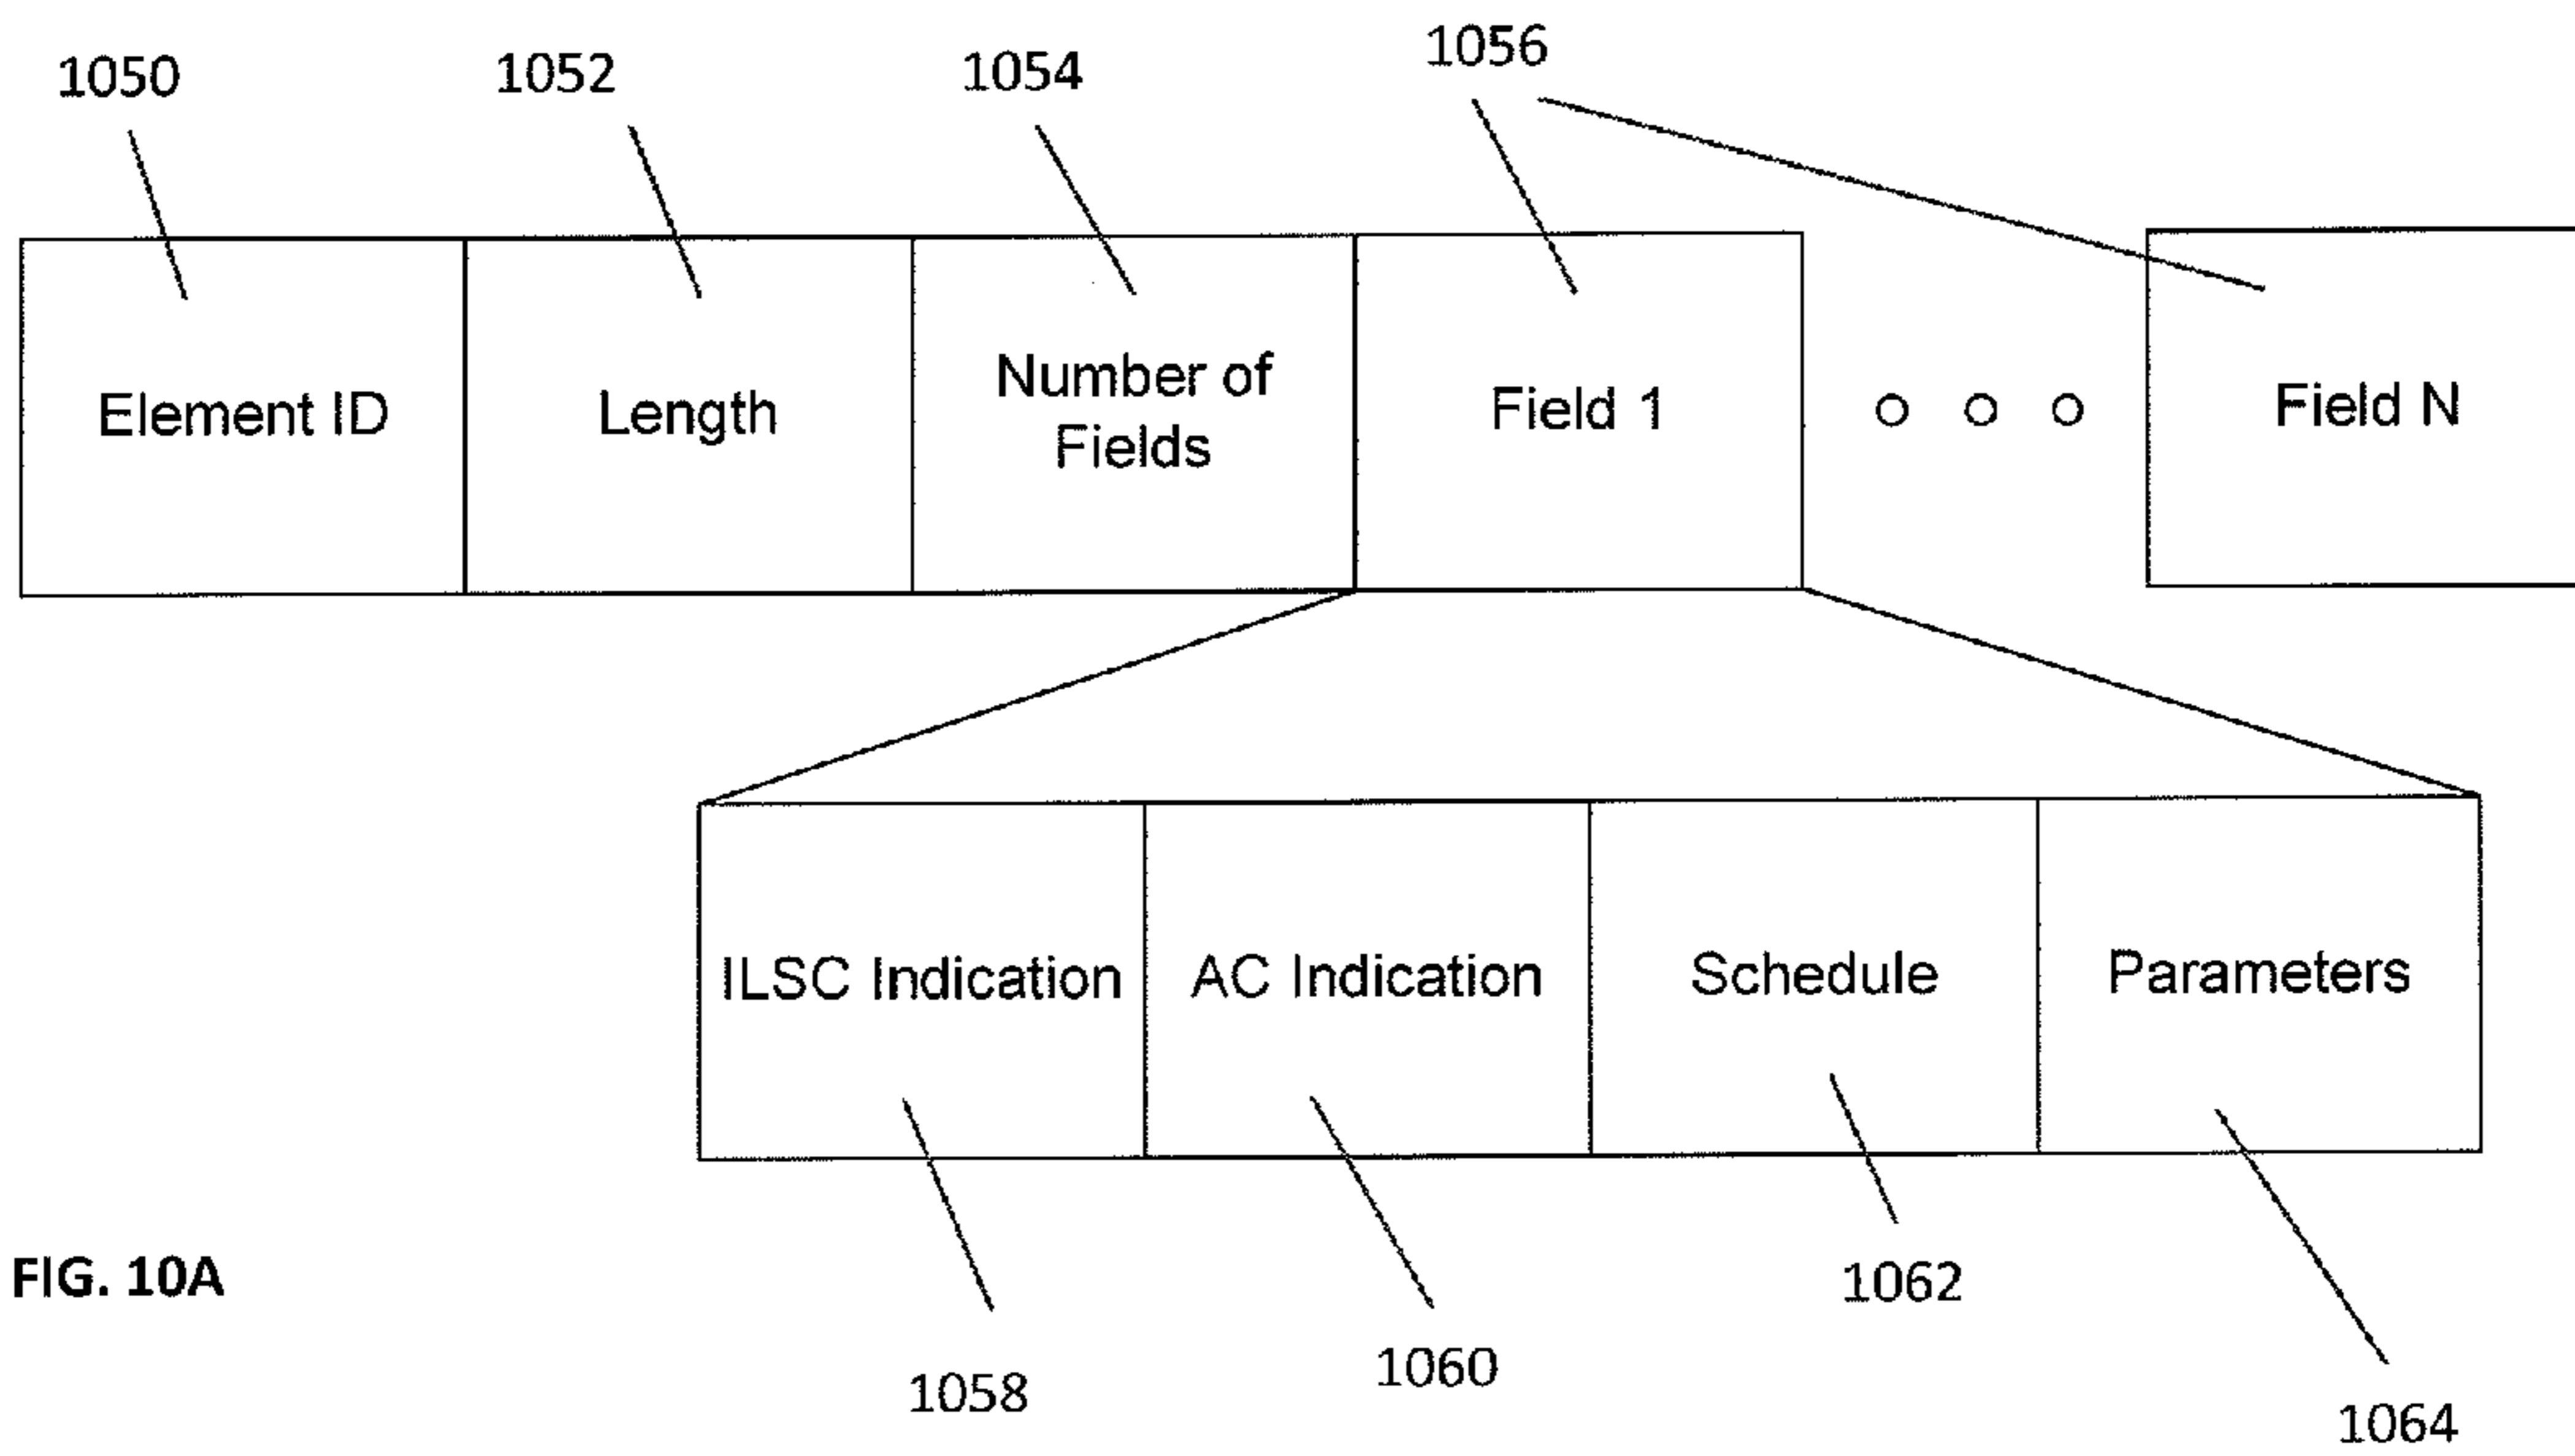 1050
1052
1054
1056
Element ID
Length
Number of
Fields
Field 1
Field N
ILSC Indication
AC Indication
Schedule
Parameters
FIG. 10A
1058
1060
1062
1064